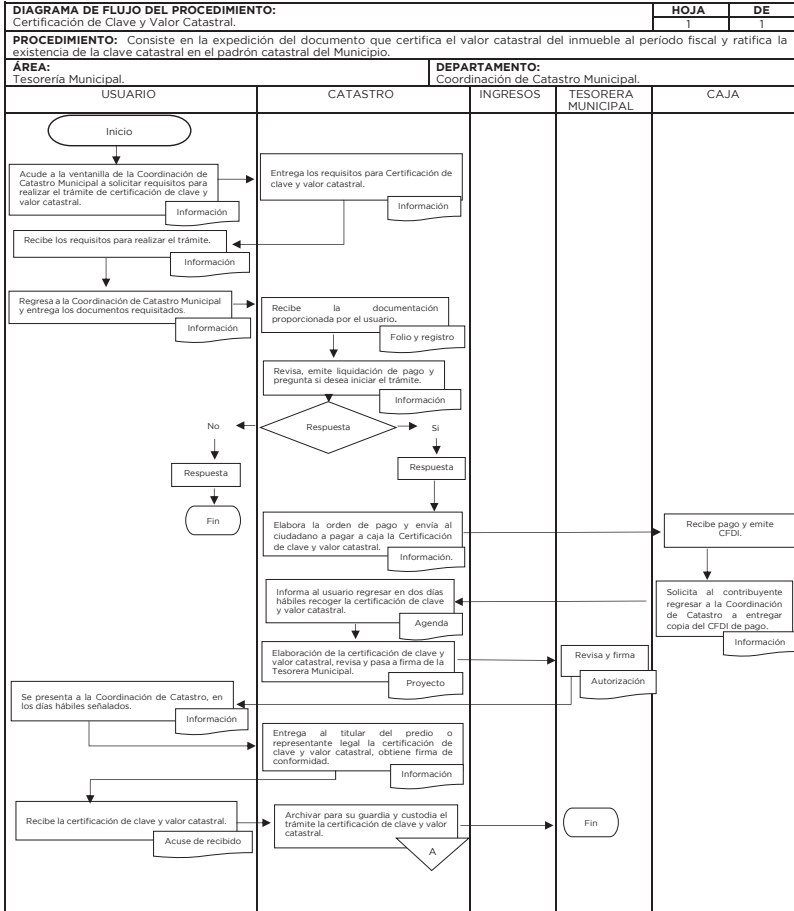 DIAGRAMA DE FLUJO DEL PROCEDIMIENTO:
Certificación de Clave y Valor Catastral.
HOJA
DE
1
1
PROCEDIMIENTO: Consiste en la expedición del documento que certifica el valor catastral del inmueble al período fiscal y ratifica la
existencia de la clave catastral en el padrón catastral del Municipio.
ÁREA:
Tesorería Municipal.
DEPARTAMENTO:
Coordinación de Catastro Municipal.
USUARIO
CATASTRO
INGRESOS
TESORERA
MUNICIPAL
CAJA
Inicio
Acude a la ventanilla de la Coordinación de
Catastro Municipal a solicitar requisitos para
realizar el trámite de certificación de clave y
valor catastral.
Información
Entrega los requisitos para Certificación de
clave y valor catastral.
Información
Recibe los requisitos para realizar el trámite.
Información
Regresa a la Coordinación de Catastro Municipal
y entrega los documentos requisitados.
Información
Recibe la documentación
proporcionada por el usuario.
Folio y registro
Revisa, emite liquidación de pago y
pregunta si desea iniciar el trámite.
Información
No
Respuesta
Si
Respuesta
Respuesta
Fin
Elabora la orden de pago y envía al
ciudadano a pagar a caja la Certificación
de clave y valor catastral.
Información.
Recibe pago y emite
CFDI.
Informa al usuario regresar en dos días
hábiles recoger la certificación de clave
y valor catastral.
Agenda
Solicita al contribuyente
regresar a la Coordinación
de Catastro a entregar
copia del CFDI de pago.
Información
Elaboración de la certificación de clave y
valor catastral, revisa y pasa a firma de la
Tesorera Municipal.
Proyecto
Revisa y firma
Autorización
Se presenta a la Coordinación de Catastro, en
los días hábiles señalados.
Información
Entrega al titular del predio o
representante legal la certificación de
clave y valor catastral, obtiene firma de
conformidad.
Información
Recibe la certificación de clave y valor catastral.
Acuse de recibido
Archivar para su guardia y custodia el
trámite la certificación de clave y valor
catastral.
A
Fin